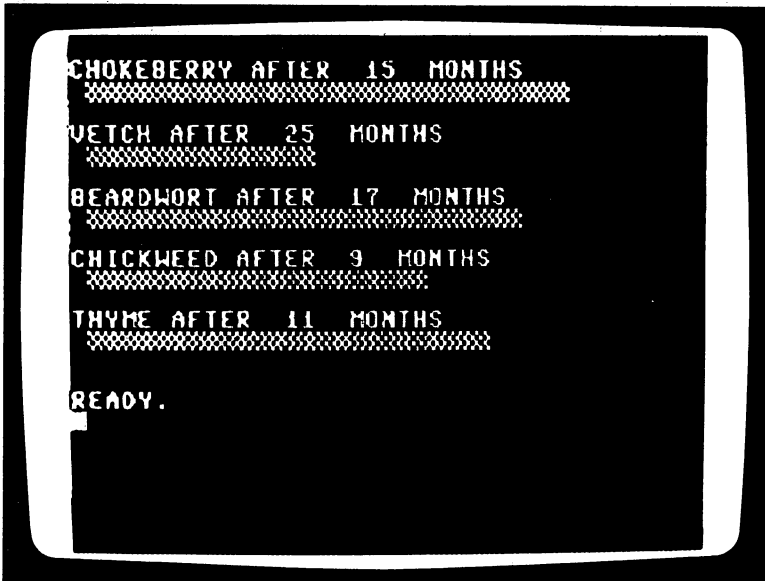 CHOKEBERRY AFTER  15  MONTHS
VETCH AFTER  25  MONTHS
BEARDWORT AFTER  17  MONTHS
CHICKWEED AFTER  9  MONTHS
THYME AFTER  11  MONTHS
READY.